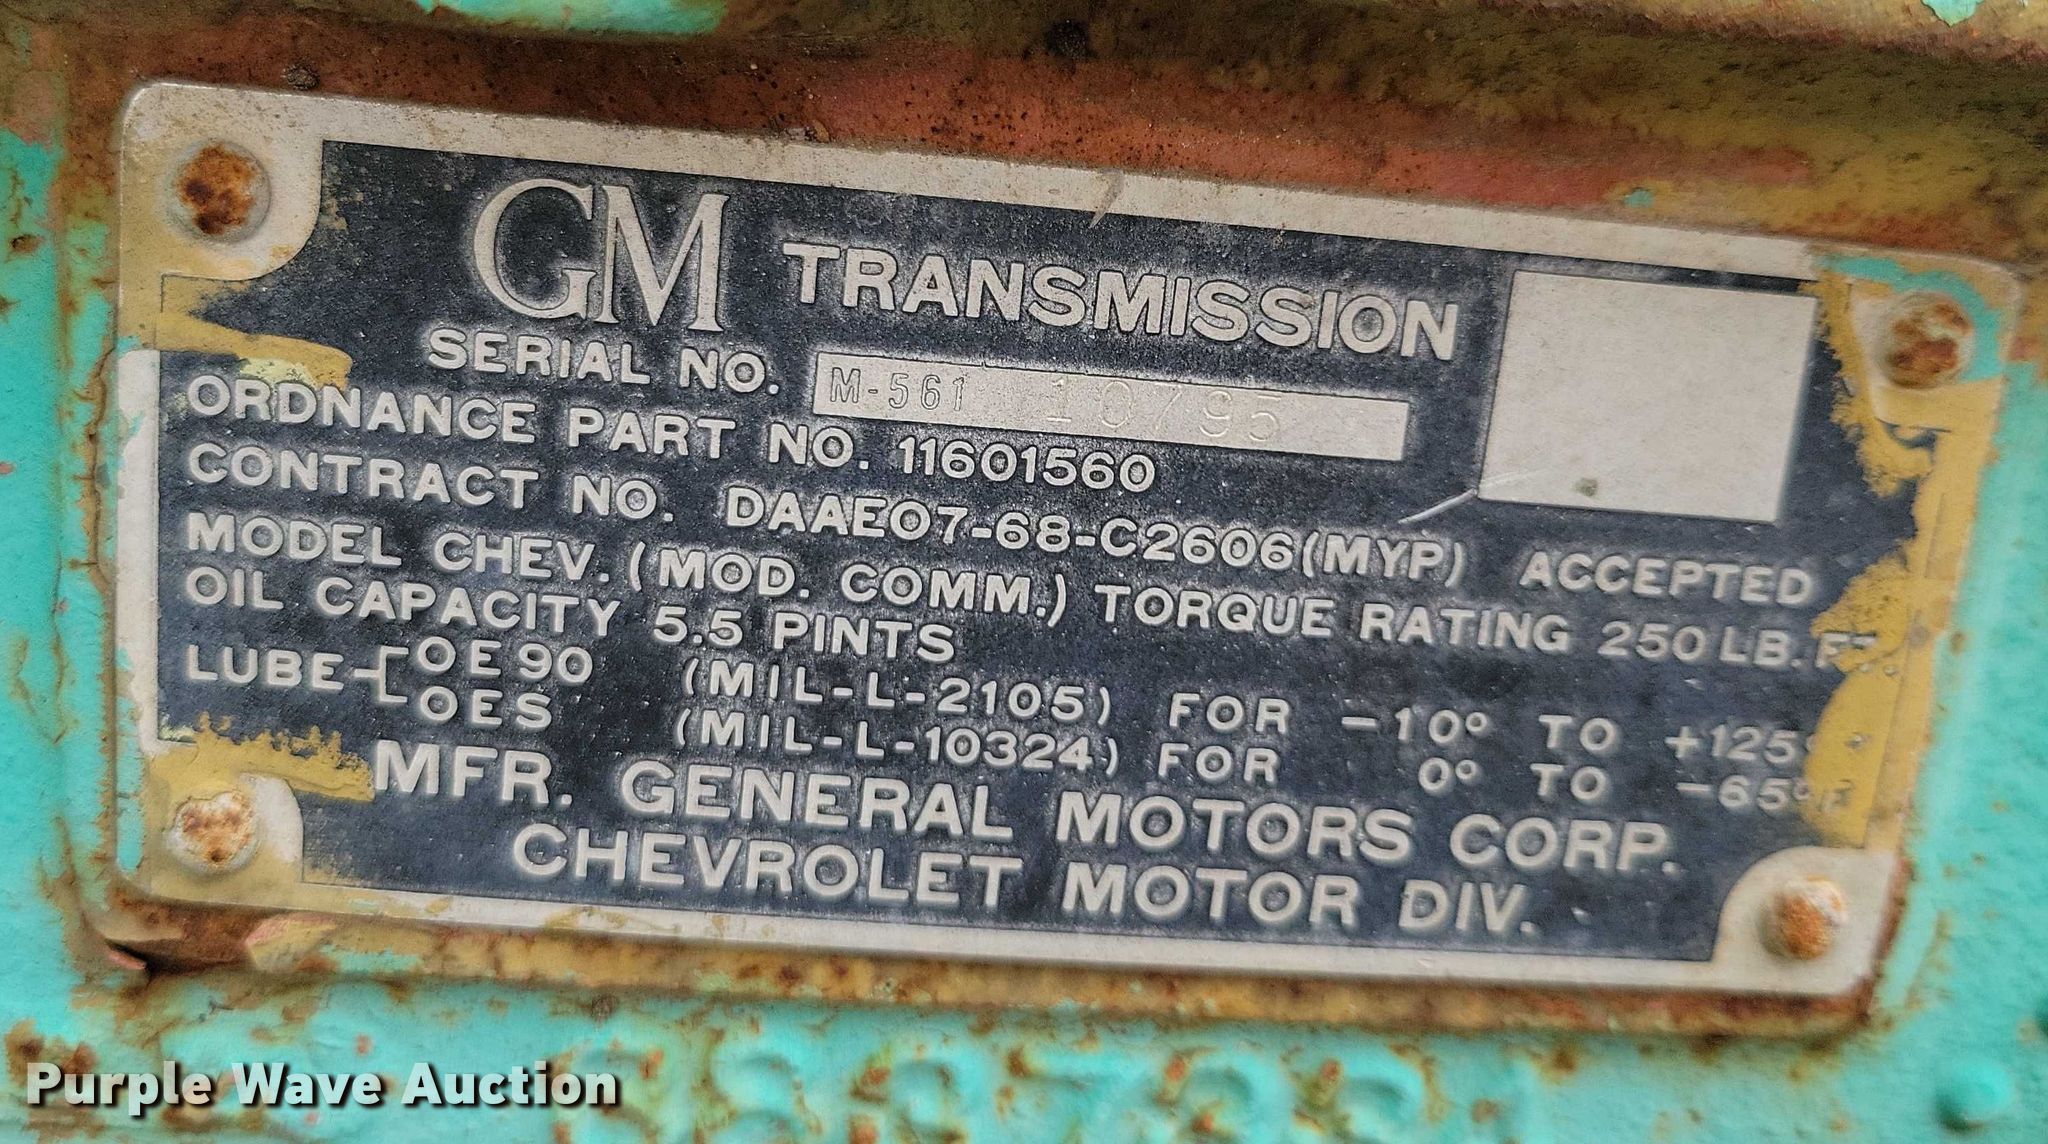 GM TRANSMISSION
SERIAL NO. M-561 10795
ORDNANCE PART NO. 11601560
CONTRACT NO. DAAE07-68-C2606(MYP) ACCEPTED
MODEL CHEV. (MOD. COMM.) TORQUE RATING 250 LB. FT.
OIL CAPACITY 5.5 PINTS
LUBE OE 90 (MIL-L-2105) FOR -10° TO +125°
OES (MIL-L-10324) FOR 0° TO -65°F
MFR. GENERAL MOTORS CORP.
CHEVROLET MOTOR DIV.
Purple Wave Auction